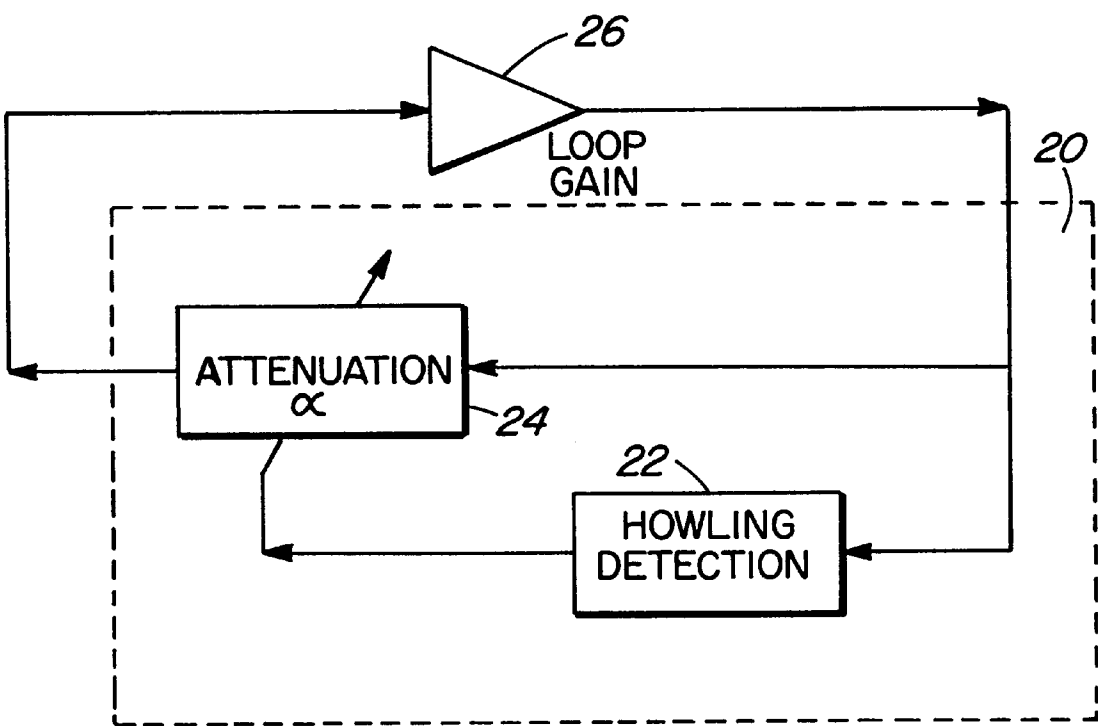 26
LOOP
GAIN
20
ATTENUATION
∝
24
22
HOWLING
DETECTION